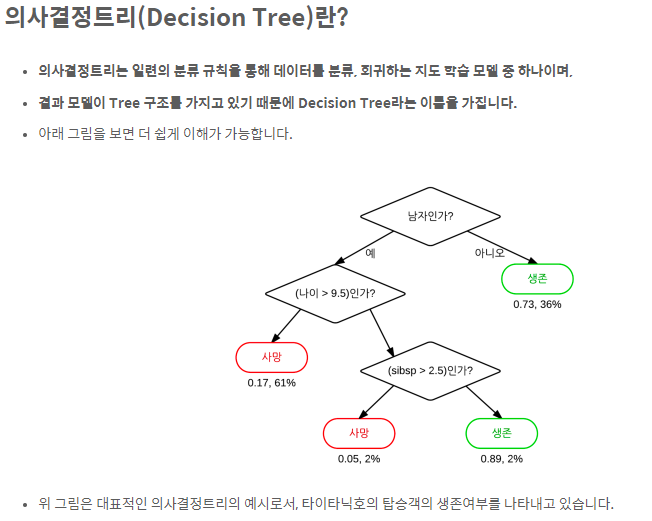 의사결정트리(Decision Tree)란?
의사결정트리는 일련의 분류 규칙을 통해 데이터를 분류, 회귀하는 지도 학습 모델 중 하나이며,
결과 모델이 Tree 구조를 가지고 있기 때문에 Decision Tree라는 이름을 가집니다.
아래 그림을 보면 더 쉽게 이해가 가능합니다.
남자인가?
예
아니오
생존
0.73, 36%
(나이 > 9.5)인가?
사망
0.17, 61%
(sibsp > 2.5)인가?
사망
0.05, 2%
생존
0.89, 2%
위 그림은 대표적인 의사결정트리의 예시로서, 타이타닉호의 탑승객의 생존여부를 나타내고 있습니다.